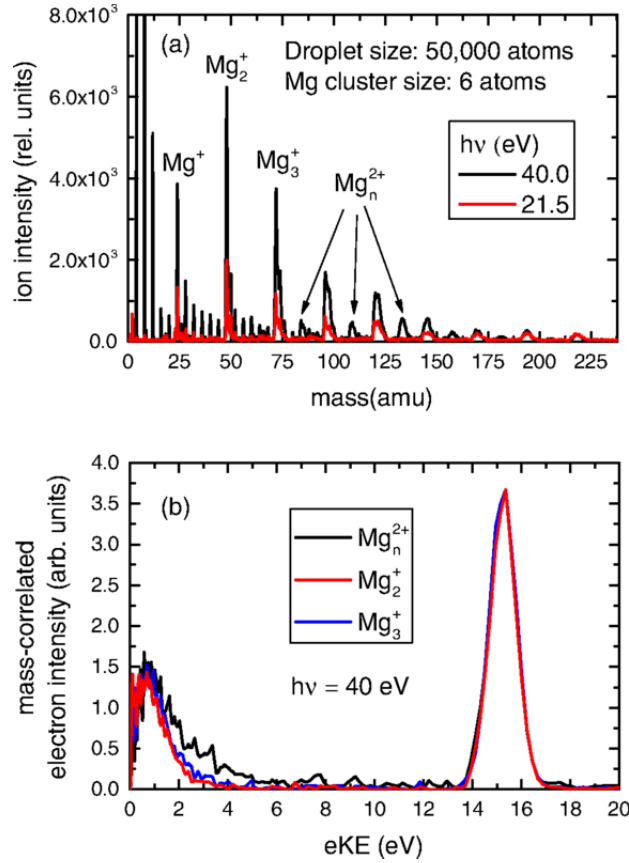 (a)
Droplet size: 50,000 atoms
Mg cluster size: 6 atoms
Mg₂⁺
Mg⁺
Mg₃⁺
Mgₙ²⁺
hν (eV)
40.0
21.5
8.0x10³
6.0x10³
4.0x10³
2.0x10³
0.0
ion intensity (rel. units)
0 25 50 75 100 125 150 175 200 225
mass(amu)
(b)
Mgₙ²⁺
Mg₂⁺
Mg₃⁺
hν = 40 eV
4.0
3.5
3.0
2.5
2.0
1.5
1.0
0.5
0.0
mass-correlated
electron intensity (arb. units)
0 2 4 6 8 10 12 14 16 18 20
eKE (eV)